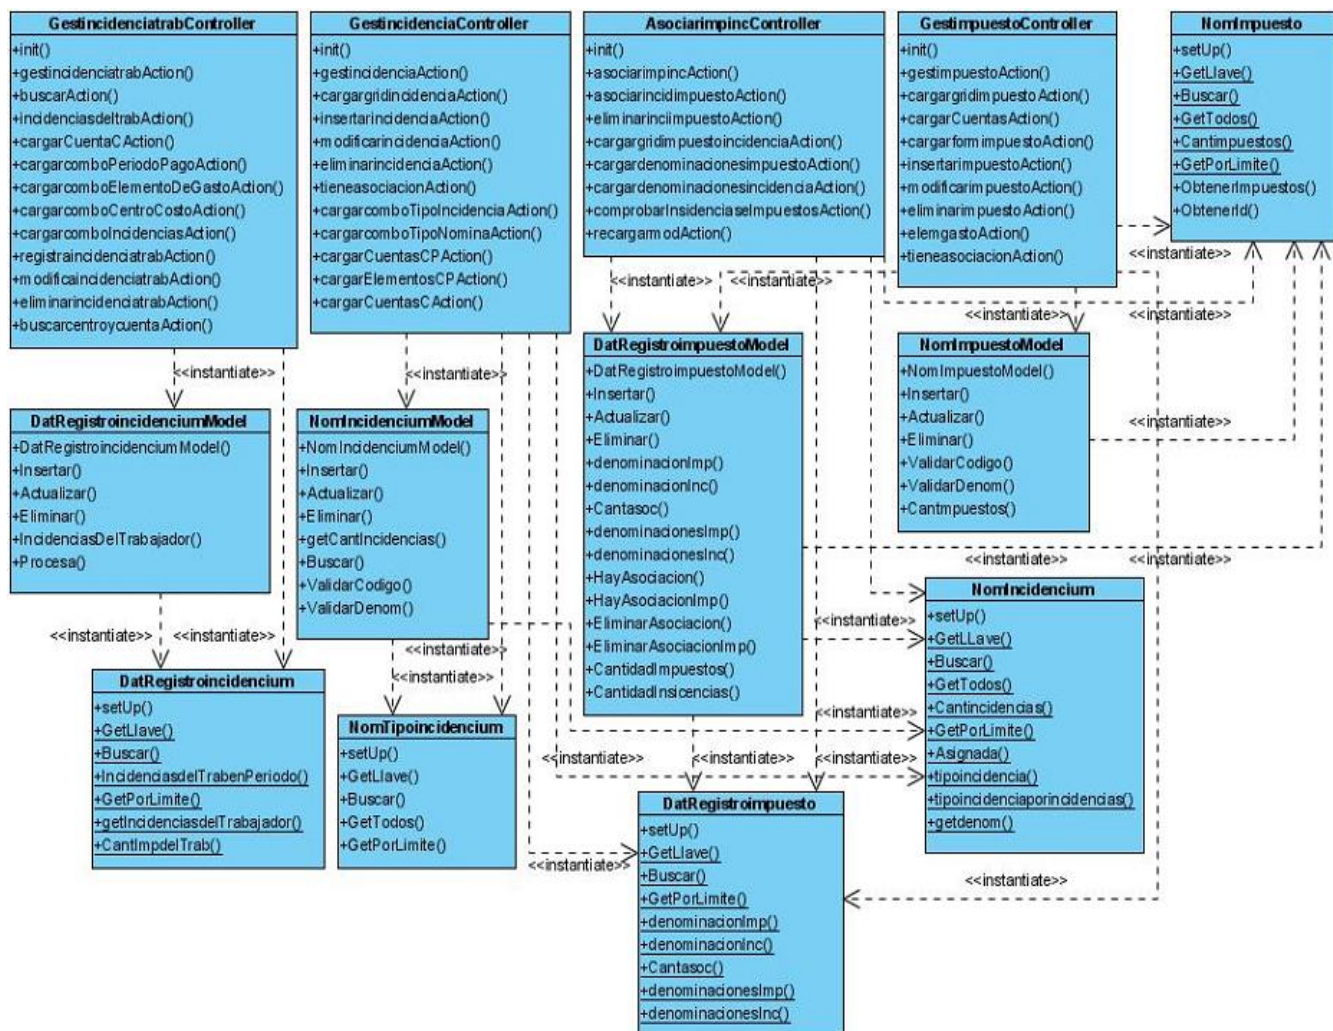 GestincidenciatrabController
+init()
+gestincidenciatrabAction()
+buscarAction()
+incidenciasdeltrabAction()
+cargarCuentaCAction()
+cargarcomboPeriodoPagoAction()
+cargarcomboElementoDeGastoAction()
+cargarcomboCentroCostoAction()
+cargarcomboIncidenciasAction()
+registraincidenciatrabAction()
+modificaincidenciatrabAction()
+eliminarincidenciatrabAction()
+buscarcentroycuentaAction()
GestincidenciaController
+init()
+gestincidenciaAction()
+cargargridincidenciaAction()
+insertarincidenciaAction()
+modificarincidenciaAction()
+eliminarincidenciaAction()
+tieneasociacionAction()
+cargarcomboTipoIncidenciaAction()
+cargarcomboTipoNominaAction()
+cargarCuentasCPAction()
+cargarElementosCPAction()
+cargarCuentasCAction()
AsociarimpincController
+init()
+asociarimpincAction()
+asociarincidimpuestoAction()
+eliminarinciimpuestoAction()
+cargargridimpuestoincidenciaAction()
+cargardenominacionesimpuestoAction()
+cargardenominacionesincidenciaAction()
+comprobarInsidenciaseImpuestosAction()
+recargarmodAction()
GestimpuestoController
+init()
+gestimpuestoAction()
+cargargridimpuestoAction()
+cargarCuentasAction()
+cargarformimpuestoAction()
+insertarimpuestoAction()
+modificarimpuestoAction()
+eliminarimpuestoAction()
+elemgastoAction()
+tieneasociacionAction()
NomImpuesto
+setUp()
+GetLlave()
+Buscar()
+GetTodos()
+Cantimpuestos()
+GetPorLimite()
+ObtenerImpuestos()
+ObtenerId()
<<instantiate>>
<<instantiate>>
<<instantiate>>
<<instantiate>>
<<instantiate>>
<<instantiate>>
<<instantiate>>
<<instantiate>>
DatRegistroincidenciumModel
+DatRegistroincidenciumModel()
+Insertar()
+Actualizar()
+Eliminar()
+IncidenciasDelTrabajador()
+Procesa()
NomIncidenciumModel
+NomIncidenciumModel()
+Insertar()
+Actualizar()
+Eliminar()
+getCantIncidencias()
+Buscar()
+ValidarCodigo()
+ValidarDenom()
DatRegistroimpuestoModel
+DatRegistroimpuestoModel()
+Insertar()
+Actualizar()
+Eliminar()
+denominacionImp()
+denominacionInc()
+Cantasoc()
+denominacionesImp()
+denominacionesInc()
+HayAsociacion()
+HayAsociacionImp()
+EliminarAsociacion()
+EliminarAsociacionImp()
+CantidadImpuestos()
+CantidadInsicencias()
NomImpuestoModel
+NomImpuestoModel()
+Insertar()
+Actualizar()
+Eliminar()
+ValidarCodigo()
+ValidarDenom()
+Cantmpuestos()
<<instantiate>>
<<instantiate>>
<<instantiate>>
<<instantiate>>
<<instantiate>>
<<instantiate>>
<<instantiate>>
<<instantiate>>
<<instantiate>>
DatRegistroincidencium
+setUp()
+GetLlave()
+Buscar()
+IncidenciasdelTrabenPeriodo()
+GetPorLimite()
+getIncidenciasdelTrabajador()
+CantImpdelTrab()
NomTipoincidencium
+setUp()
+GetLlave()
+Buscar()
+GetTodos()
+GetPorLimite()
NomIncidencium
+setUp()
+GetLLave()
+Buscar()
+GetTodos()
+Cantincidencias()
+GetPorLimite()
+Asignada()
+tipoincidencia()
+tipoincidenciaporincidencias()
+getdenom()
<<instantiate>>
<<instantiate>>
<<instantiate>>
<<instantiate>>
<<instantiate>>
<<instantiate>>
DatRegistroimpuesto
+setUp()
+GetLlave()
+Buscar()
+GetPorLimite()
+denominacionImp()
+denominacionInc()
+Cantasoc()
+denominacionesImp()
+denominacionesInc()